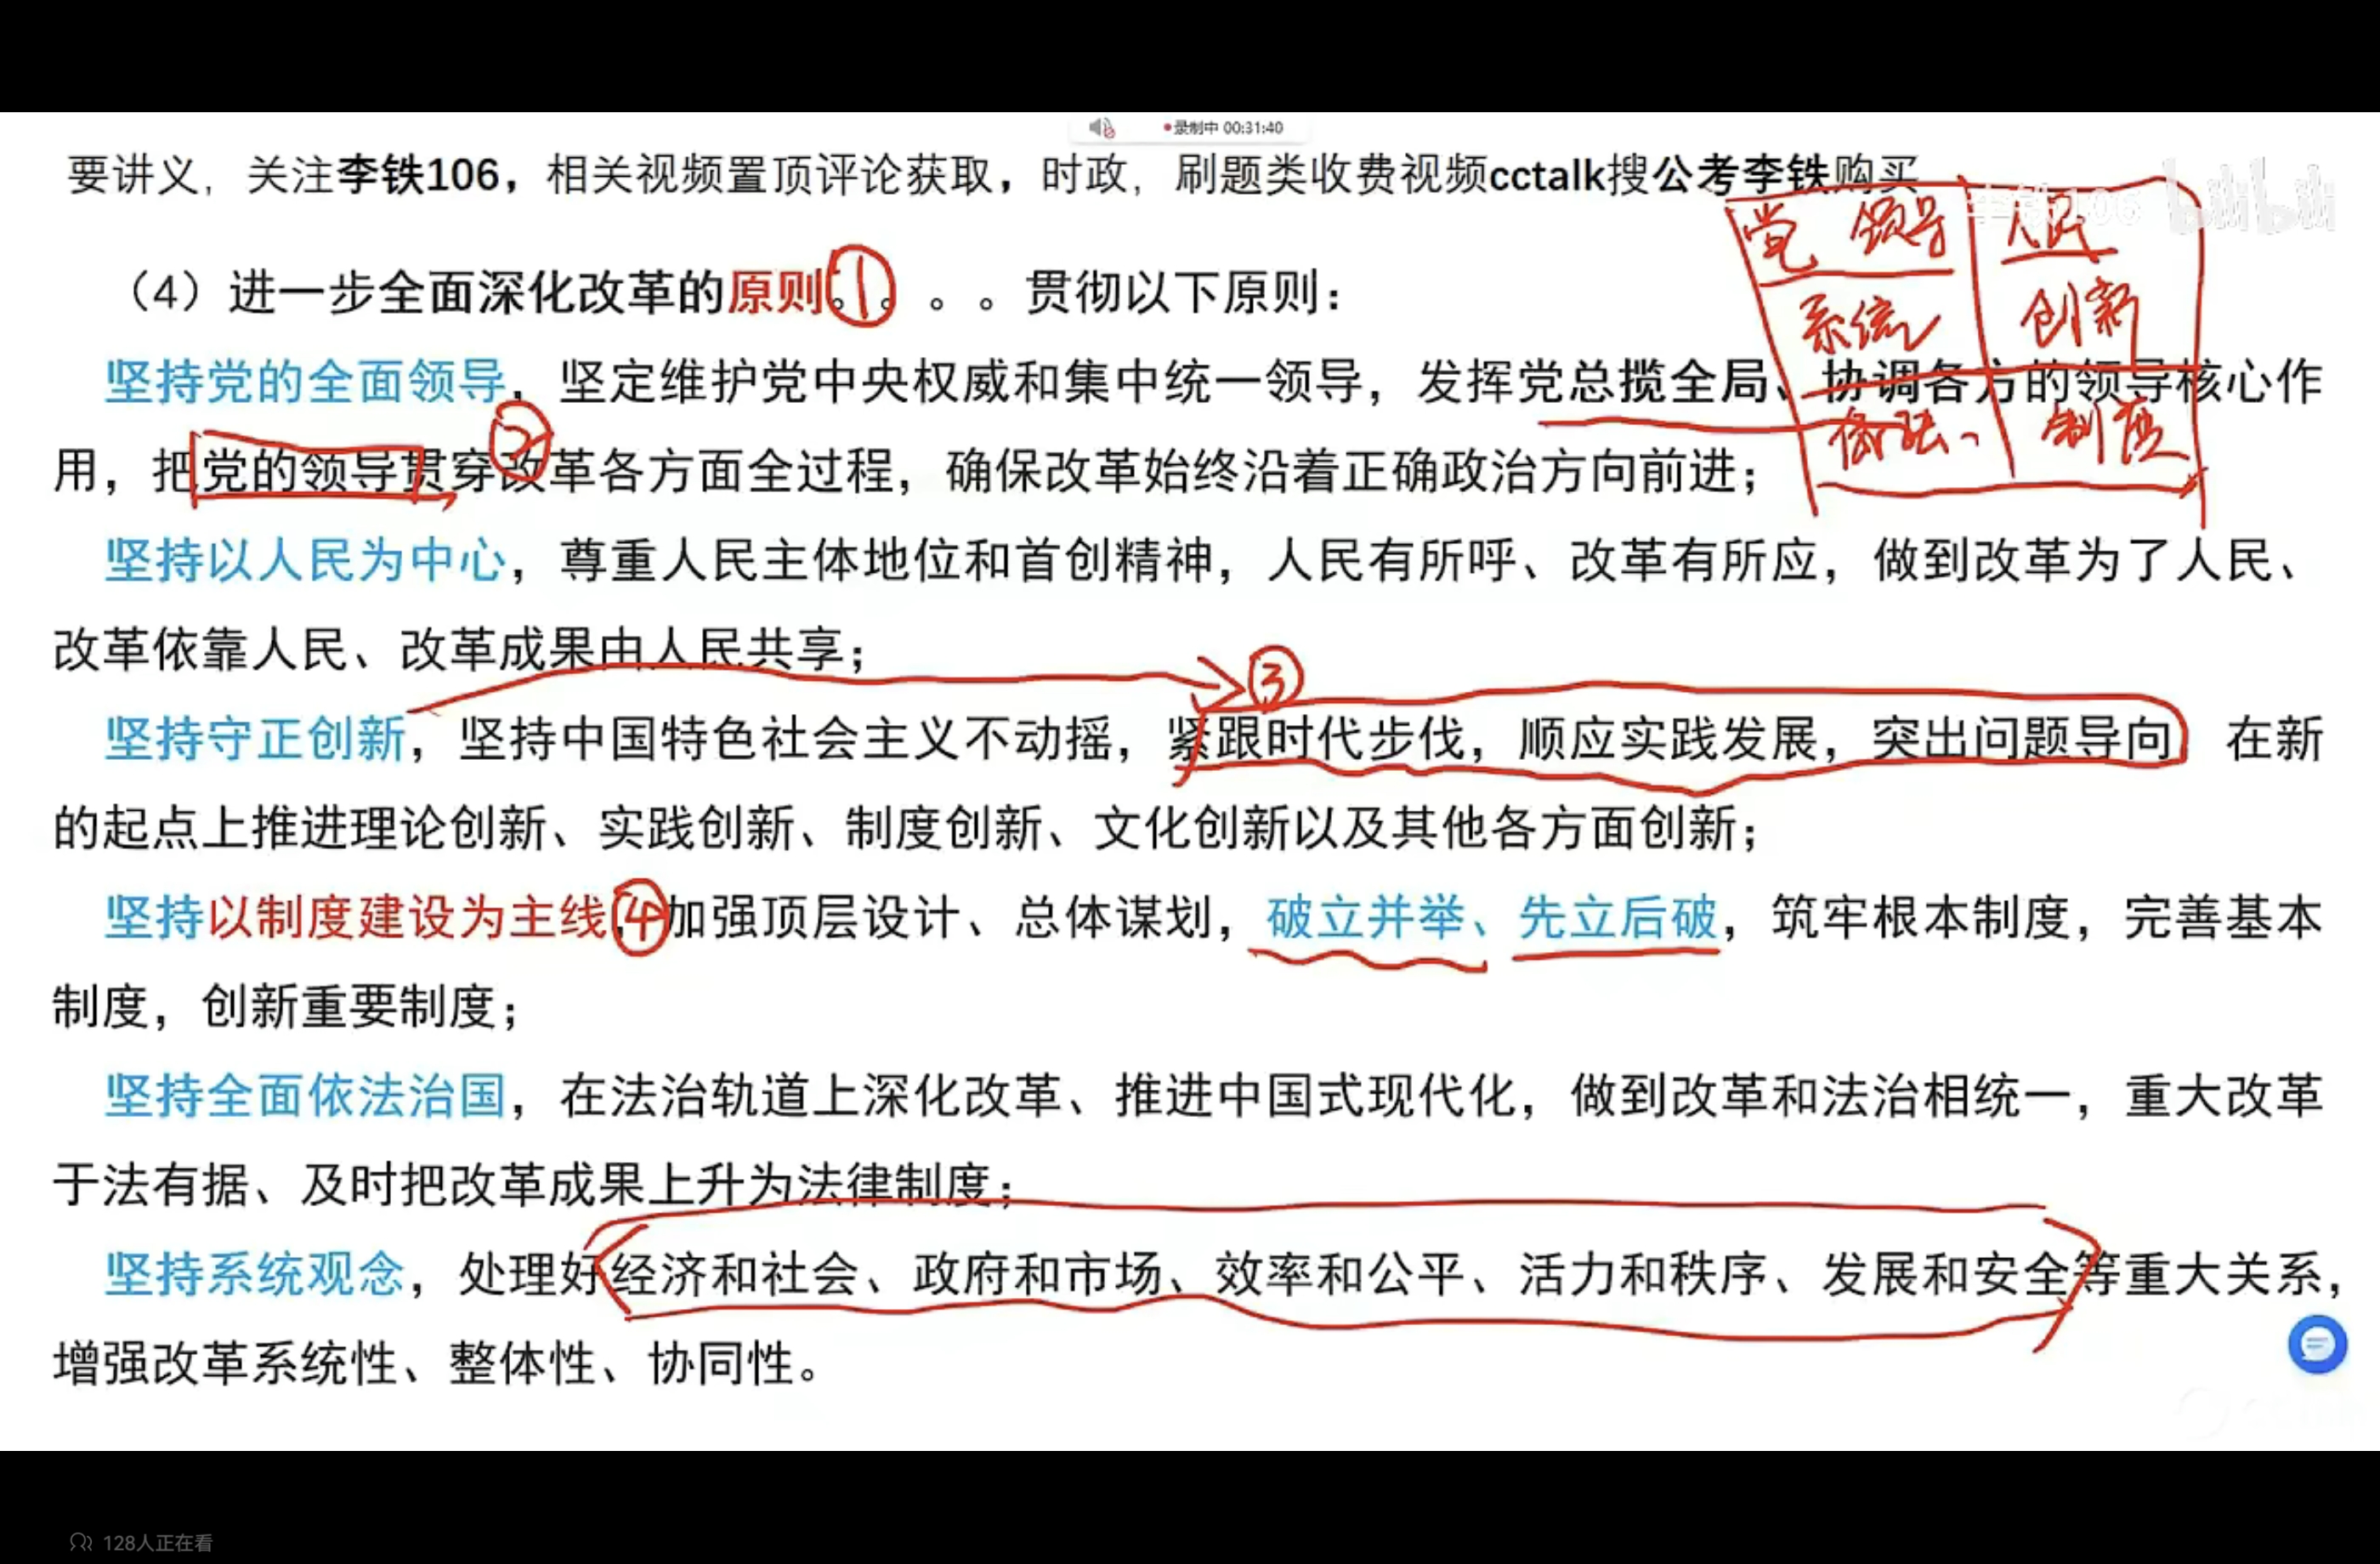 录制中 00:31:40
要讲义，关注李铁106，相关视频置顶评论获取，时政，刷题类收费视频cctalk搜公考李铁购买
李铁106 bilibili
党 领导 人民
系统 创新
制度
（4）进一步全面深化改革的原则。。。。贯彻以下原则：
①
坚持党的全面领导，坚定维护党中央权威和集中统一领导，发挥党总揽全局、协调各方的领导核心作
②
用，把党的领导贯穿改革各方面全过程，确保改革始终沿着正确政治方向前进；
坚持以人民为中心，尊重人民主体地位和首创精神，人民有所呼、改革有所应，做到改革为了人民、
改革依靠人民、改革成果由人民共享；
③
坚持守正创新，坚持中国特色社会主义不动摇，紧跟时代步伐，顺应实践发展，突出问题导向 在新
的起点上推进理论创新、实践创新、制度创新、文化创新以及其他各方面创新；
坚持以制度建设为主线④加强顶层设计、总体谋划，破立并举、先立后破，筑牢根本制度，完善基本
制度，创新重要制度；
坚持全面依法治国，在法治轨道上深化改革、推进中国式现代化，做到改革和法治相统一，重大改革
于法有据、及时把改革成果上升为法律制度；
坚持系统观念，处理好经济和社会、政府和市场、效率和公平、活力和秩序、发展和安全等重大关系，
增强改革系统性、整体性、协同性。
128人正在看